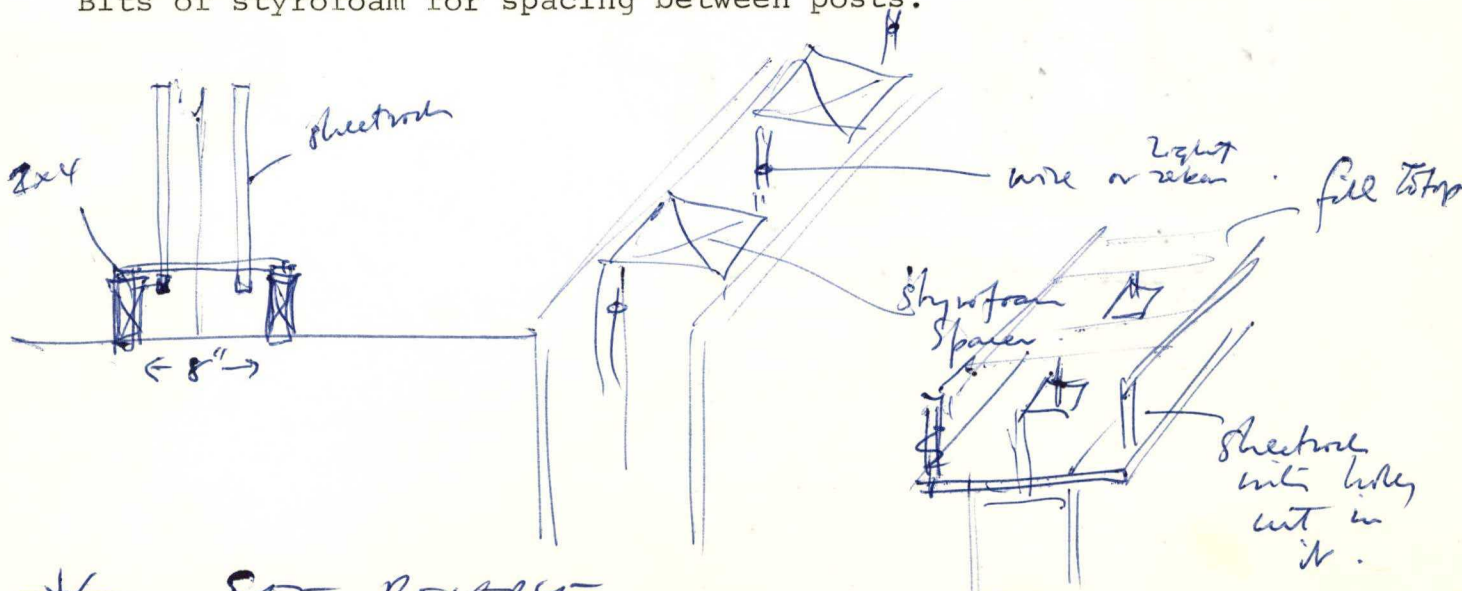 Bits of styrofoam for spacing between posts.
sheetrock
2x4
← 8" →
light
wire or rebar.
fill to top
styrofoam
spacer.
sheetrock
with holes
cut in
it.